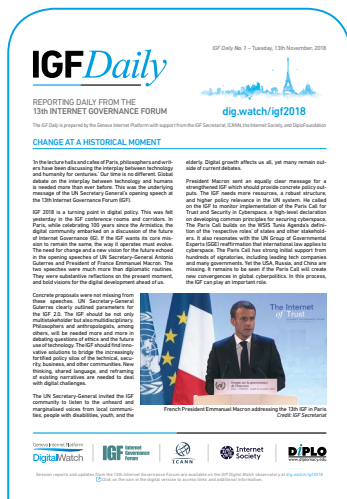 IGF Daily No. 1 – Tuesday, 13th November, 2018
IGFDaily
REPORTING DAILY FROM THE
13th INTERNET GOVERNANCE FORUM
dig.watch/igf2018
The IGF Daily is prepared by the Geneva Internet Platform with support from the IGF Secretariat, ICANN, the Internet Society, and DiploFoundation
CHANGE AT A HISTORICAL MOMENT
'In the lecture halls and cafes of Paris, philosophers and writ-
ers have been discussing the interplay between technology
and humanity for centuries.' Our time is no different. Global
debate on the interplay between technology and humans
is needed more than ever before. This was the underlying
message of the UN Secretary General's opening speech at
the 13th Internet Governance Forum (IGF).
IGF 2018 is a turning point in digital policy. This was felt
yesterday in the IGF conference rooms and corridors. In
Paris, while celebrating 100 years since the Armistice, the
digital community embarked on a discussion of the future
of Internet Governance (IG). If the IGF wants its core mis-
sion to remain the same, the way it operates must evolve.
The need for change and a new vision for the future echoed
in the opening speeches of UN Secretary-General Antonio
Guterres and President of France Emmanuel Macron. The
two speeches were much more than diplomatic routines.
They were substantive reflections on the present moment,
and bold visions for the digital development ahead of us.
Concrete proposals were not missing from
these speeches. UN Secretary-General
Guterres clearly outlined parameters for
the IGF 2.0. The IGF should be not only
multistakeholder but also multidisciplinary.
Philosophers and anthropologists, among
others, will be needed more and more in
debating questions of ethics and the future
use of technology. The IGF should find inno-
vative solutions to bridge the increasingly
fortified policy silos of the technical, secu-
rity, business, and other communities. New
thinking, shared language, and reframing
of existing narratives are needed to deal
with digital challenges.
The UN Secretary-General invited the IGF
community to listen to the unheard and
marginalised voices from local communi-
ties, people with disabilities, youth, and the
elderly. Digital growth affects us all, yet many remain out-
side of current debates.
President Macron sent an equally clear message for a
strengthened IGF which should provide concrete policy out-
puts. The IGF needs more resources, a robust structure,
and higher policy relevance in the UN system. He called
on the IGF to monitor implementation of the Paris Call for
Trust and Security in Cyberspace, a high-level declaration
on developing common principles for securing cyberspace.
The Paris Call builds on the WSIS Tunis Agenda's defini-
tion of the 'respective roles' of states and other stakehold-
ers. It also resonates with the UN Group of Governmental
Experts (GGE) reaffirmation that international law applies to
cyberspace. The Paris Call has strong initial support from
hundreds of signatories, including leading tech companies
and many governments. Yet the USA, Russia, and China are
missing. It remains to be seen if the Paris Call will create
new convergences in global cyberpolitics. In this process,
the IGF can play an important role.
The Internet
of Trust
French President Emmanuel Macron addressing the 13th IGF in Paris
Credit: IGF Secretariat
Geneva Internet Platform
DigitalWatch
IGF Internet Governance Forum
ICANN
Internet Society
DIPLO
www.diplomacy.edu
Session reports and updates from the 13th Internet Governance Forum are available on the GIP Digital Watch observatory at dig.watch/igf2018
Click on the icon in the digital version to access links and additional information.